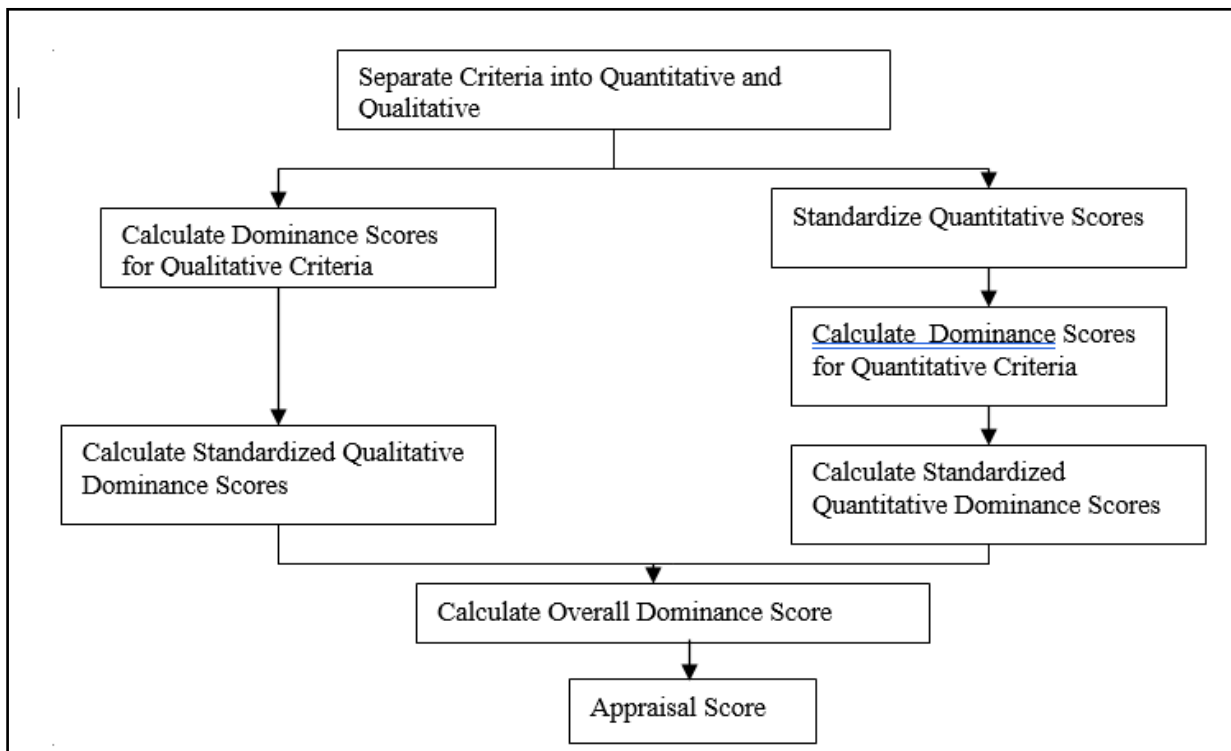 Separate Criteria into Quantitative and
Qualitative
Calculate Dominance Scores
for Qualitative Criteria
Standardize Quantitative Scores
Calculate  Dominance Scores
for Quantitative Criteria
Calculate Standardized Qualitative
Dominance Scores
Calculate Standardized
Quantitative Dominance Scores
Calculate Overall Dominance Score
Appraisal Score